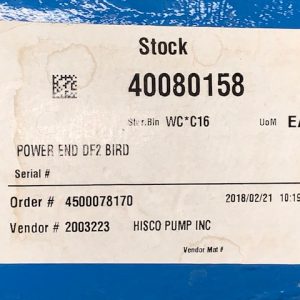 Stock
40080158
Stor.Bin WC*C16 UoM EA
POWER END DF2 BIRD
Serial #
Order # 4500078170 2018/02/21 10:19
Vendor # 2003223 HISCO PUMP INC
Vendor Mat #